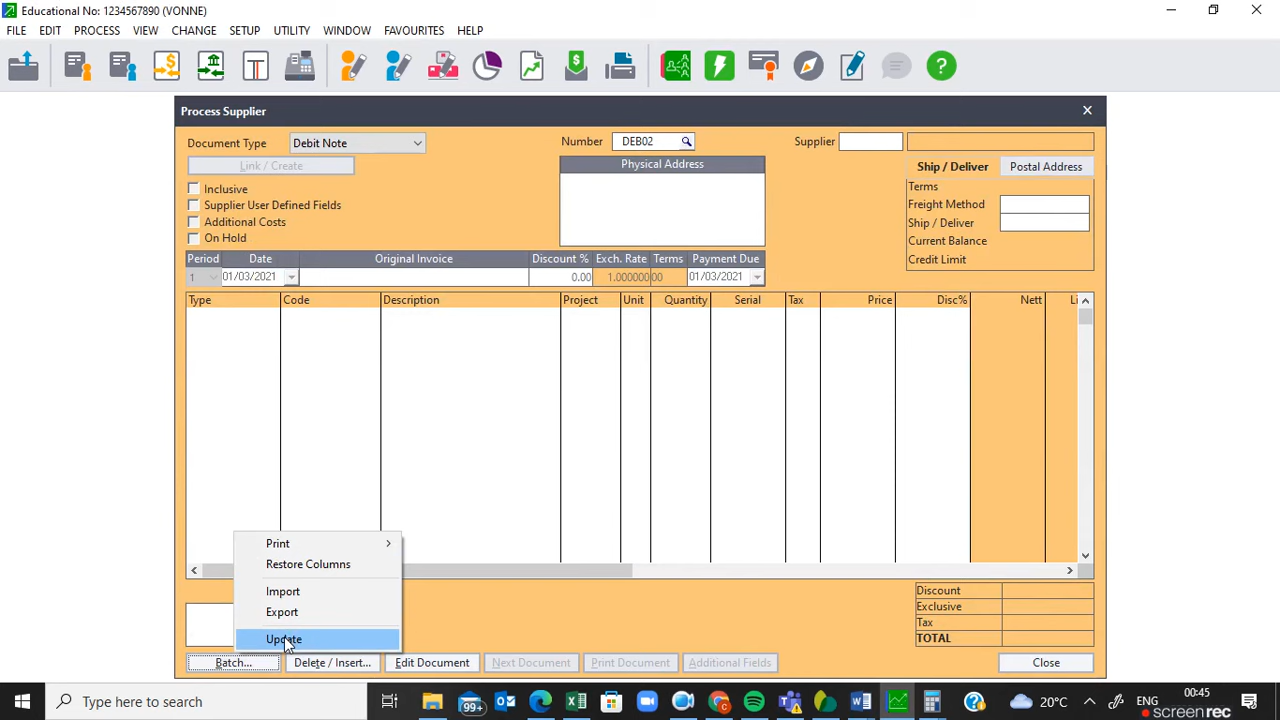 Educational No: 1234567890 (VONNE)
FILE EDIT PROCESS VIEW CHANGE SETUP UTILITY WINDOW FAVOURITES HELP
Process Supplier
Document Type Debit Note Number DEB02 Supplier
Link / Create Physical Address Ship / Deliver Postal Address
Inclusive Terms
Supplier User Defined Fields Freight Method
Additional Costs Ship / Deliver
On Hold Current Balance
Credit Limit
Period Date Original Invoice Discount % Exch. Rate Terms Payment Due
1 01/03/2021 0.00 1.000000 00 01/03/2021
Type Code Description Project Unit Quantity Serial Tax Price Disc% Nett Li
Print
Restore Columns
Import
Export
Update
Discount
Exclusive
Tax
TOTAL
Batch... Delete / Insert... Edit Document Next Document Print Document Additional Fields Close
Type here to search 99+ 20°C ENG 00:45
screenrec